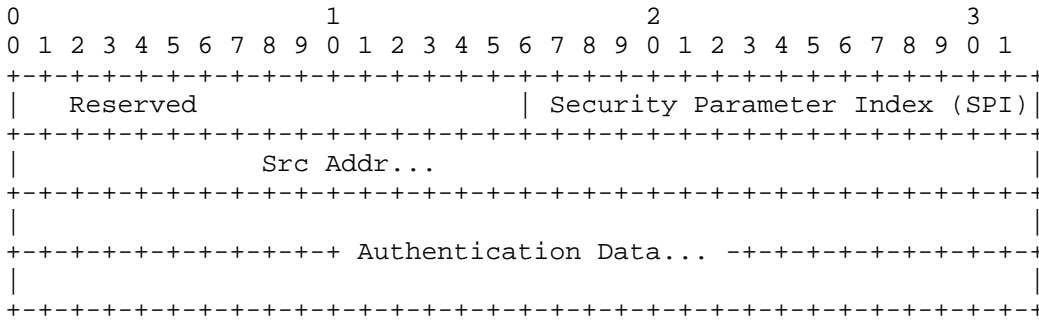 0                   1                   2                   3
0 1 2 3 4 5 6 7 8 9 0 1 2 3 4 5 6 7 8 9 0 1 2 3 4 5 6 7 8 9 0 1
+-+-+-+-+-+-+-+-+-+-+-+-+-+-+-+-+-+-+-+-+-+-+-+-+-+-+-+-+-+-+-+-+
|   Reserved                    | Security Parameter Index (SPI)|
+-+-+-+-+-+-+-+-+-+-+-+-+-+-+-+-+-+-+-+-+-+-+-+-+-+-+-+-+-+-+-+-+
|               Src Addr...                                     |
+-+-+-+-+-+-+-+-+-+-+-+-+-+-+-+-+-+-+-+-+-+-+-+-+-+-+-+-+-+-+-+-+
|                                                               |
+-+-+-+-+-+-+-+-+-+-+ Authentication Data... -+-+-+-+-+-+-+-+-+-+
|                                                               |
+-+-+-+-+-+-+-+-+-+-+-+-+-+-+-+-+-+-+-+-+-+-+-+-+-+-+-+-+-+-+-+-+